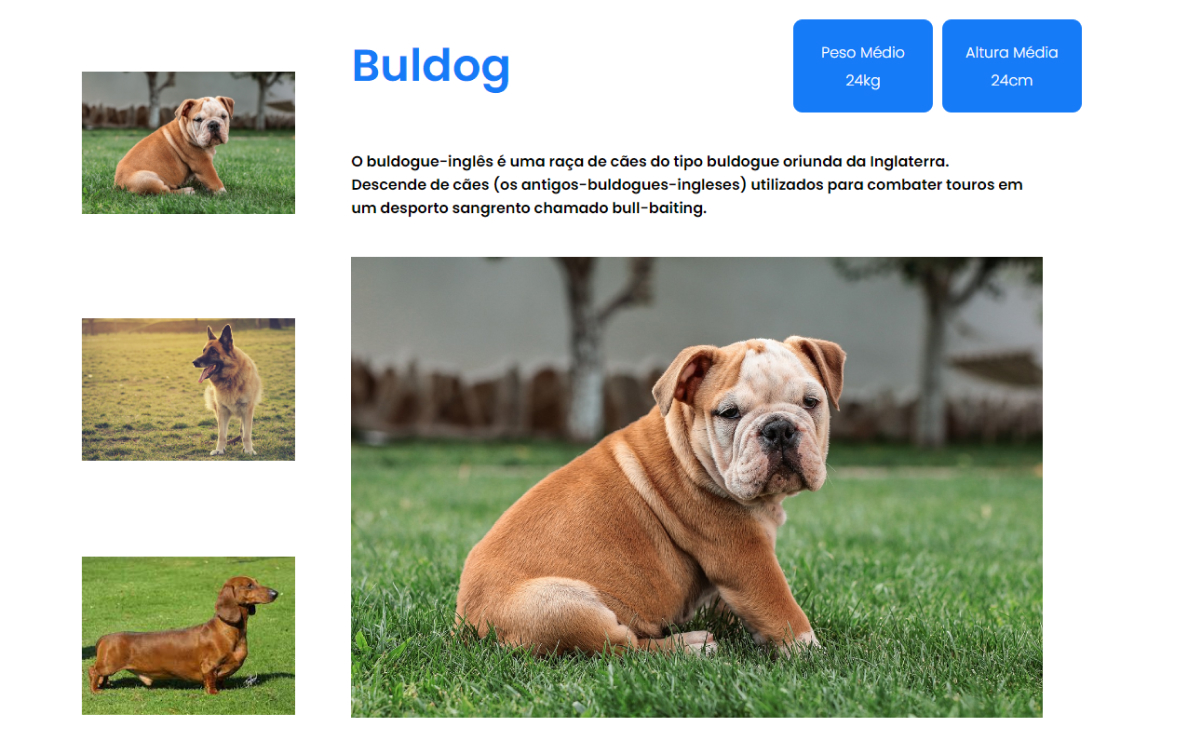 Buldog
Peso Médio
24kg
Altura Média
24cm
O buldogue-inglês é uma raça de cães do tipo buldogue oriunda da Inglaterra.
Descende de cães (os antigos-buldogues-ingleses) utilizados para combater touros em
um desporto sangrento chamado bull-baiting.